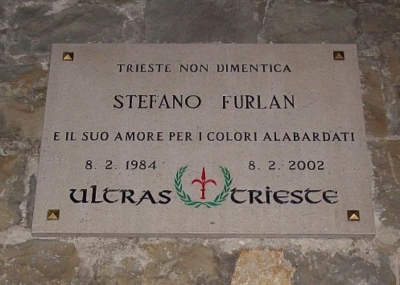 TRIESTE NON DIMENTICA
STEFANO FURLAN
E IL SUO AMORE PER I COLORI ALABARDATI
8. 2. 1984 8. 2. 2002
ULTRAS TRIESTE